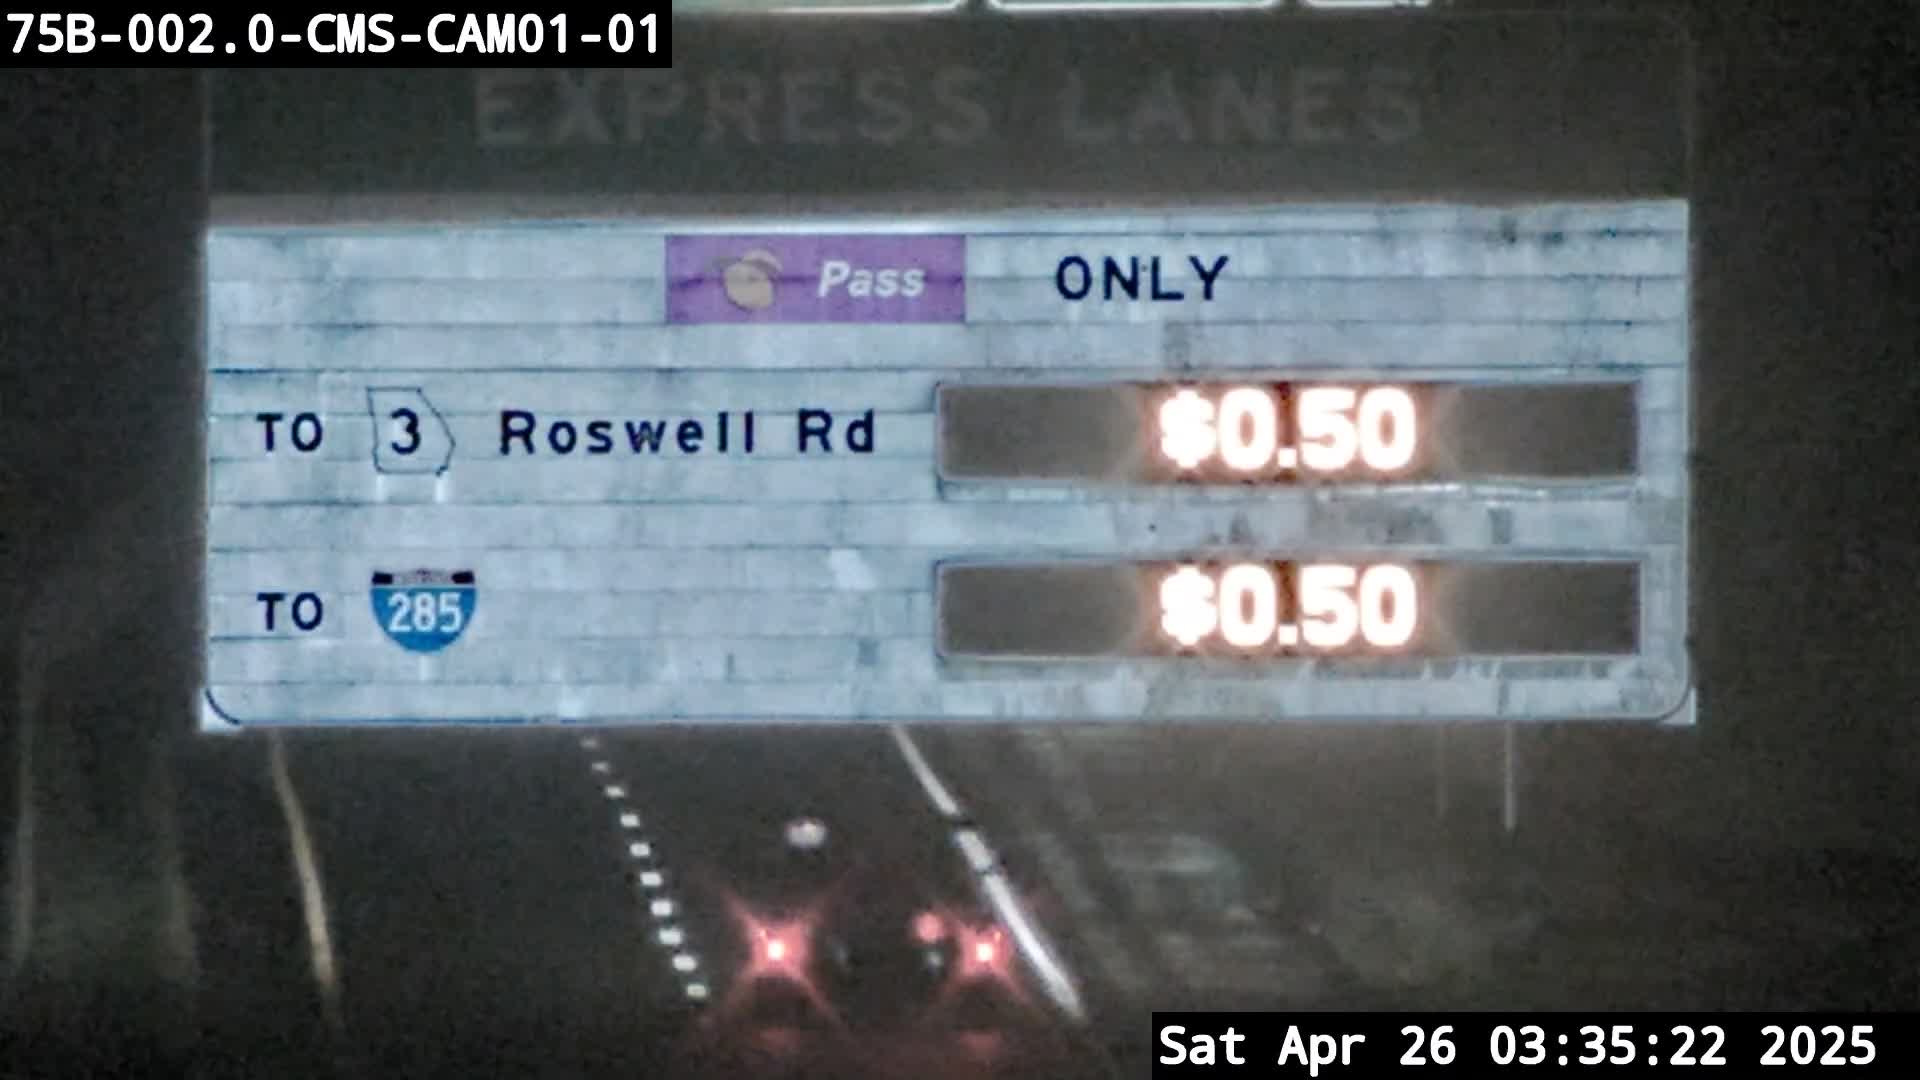 75B-002.0-CMS-CAM01-01
EXPRESS LANES
Pass ONLY
TO 3 Roswell Rd $0.50
TO 285 $0.50
Sat Apr 26 03:35:22 2025